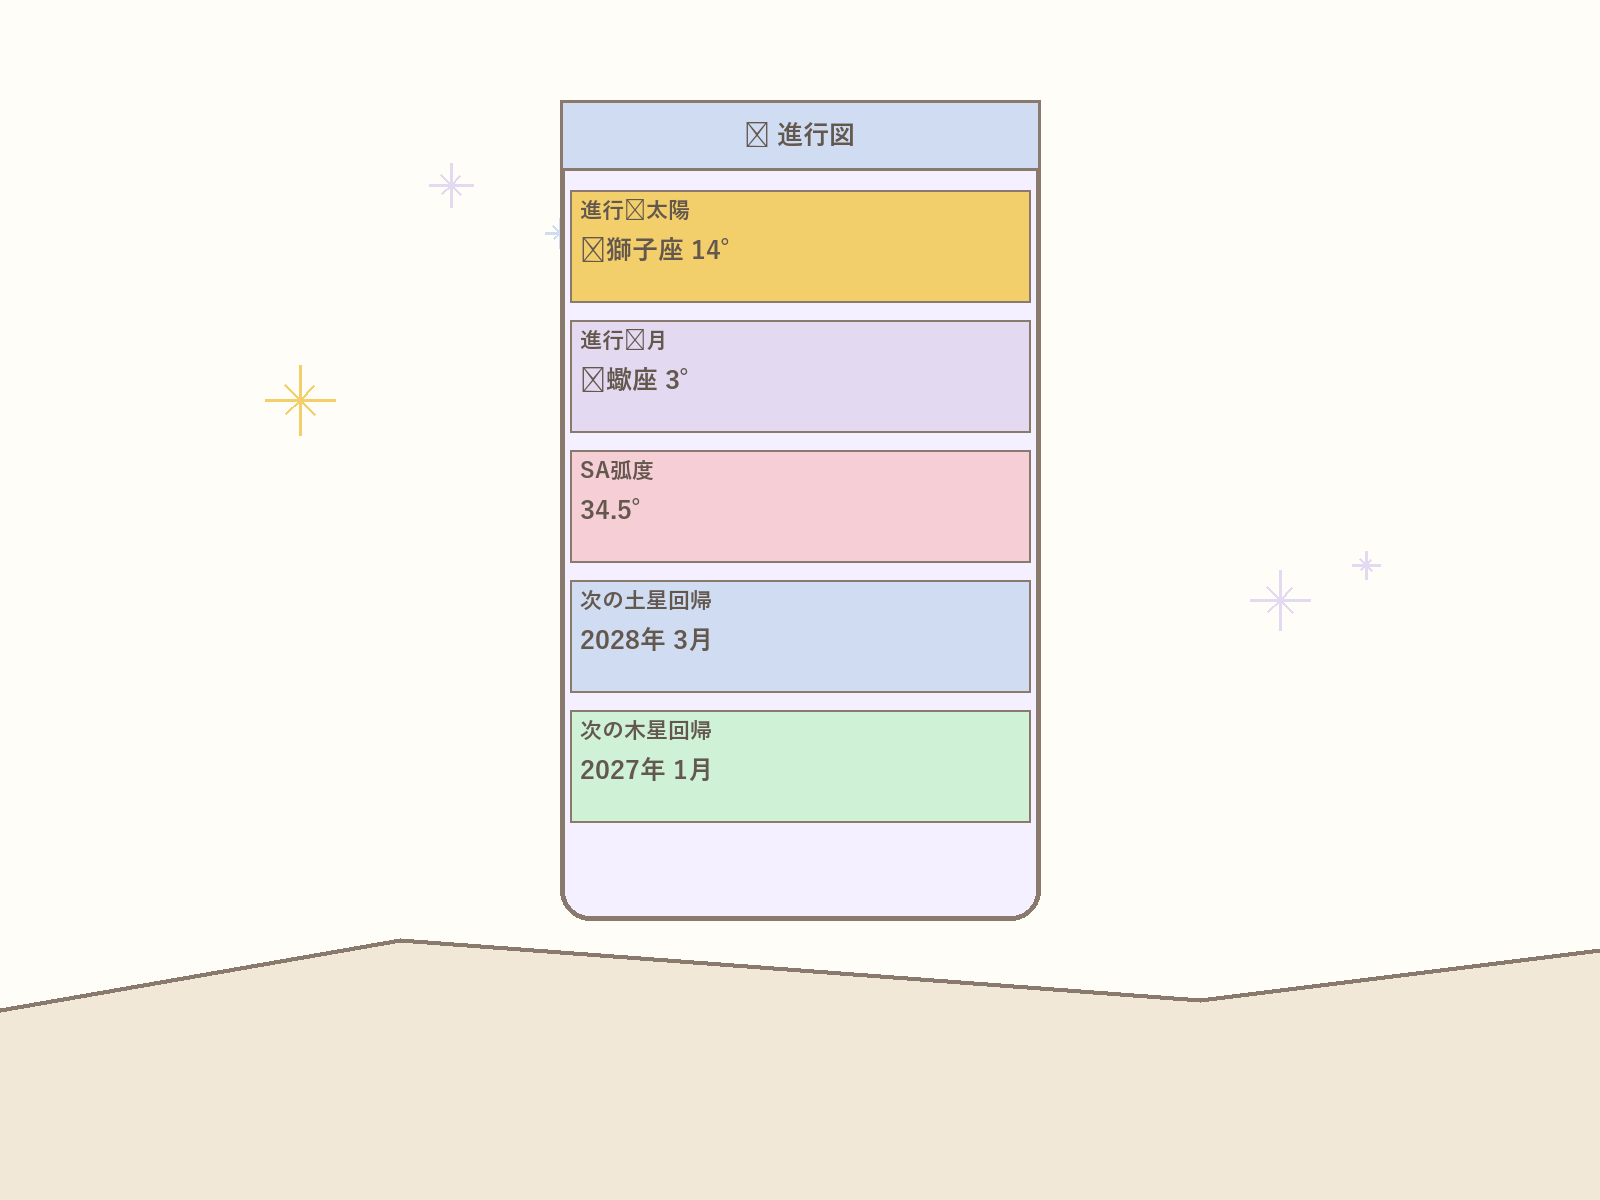 進行図
進行 太陽
獅子座 14°
進行 月
蠍座 3°
SA弧度
34.5°
次の土星回帰
2028年 3月
次の木星回帰
2027年 1月